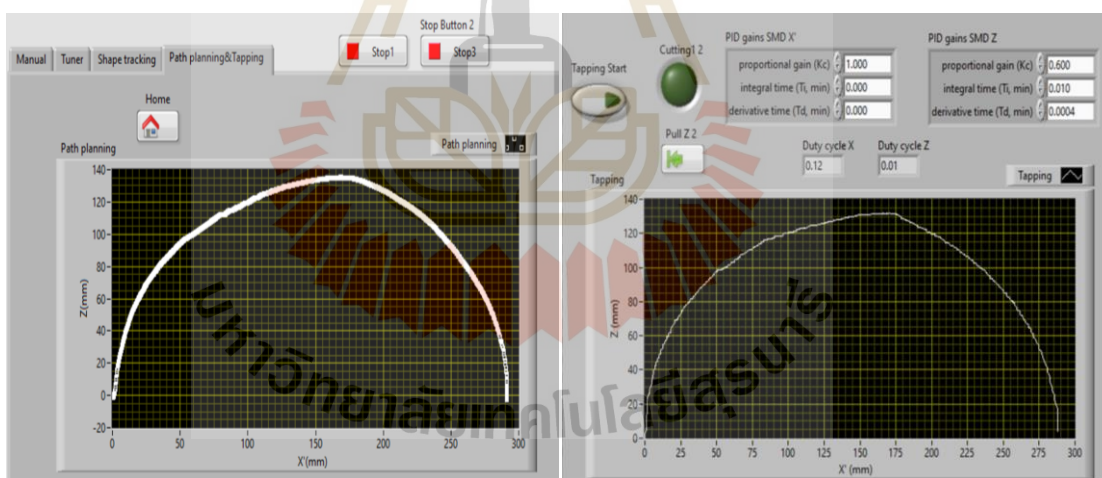 Stop Button 2
Manual Tuner Shape tracking Path planning&Tapping Stop1 Stop3
Home
Path planning
Path planning
140
120
100
80
60
40
20
0
-20
Z(mm)
0 50 100 150 200 250 300
X'(mm)
Tapping Start
Cutting1 2
PID gains SMD X'
proportional gain (Kc) 1.000
integral time (Ti, min) 0.000
derivative time (Td, min) 0.000
PID gains SMD Z
proportional gain (Kc) 0.600
integral time (Ti, min) 0.010
derivative time (Td, min) 0.0004
Pull Z 2
Duty cycle X
0.12
Duty cycle Z
0.01
Tapping
Tapping
140
120
100
80
60
40
20
0
Z (mm)
0 25 50 75 100 125 150 175 200 225 250 275 300
X' (mm)
มหาวิทยาลัยเทคโนโลยีสุรนารี